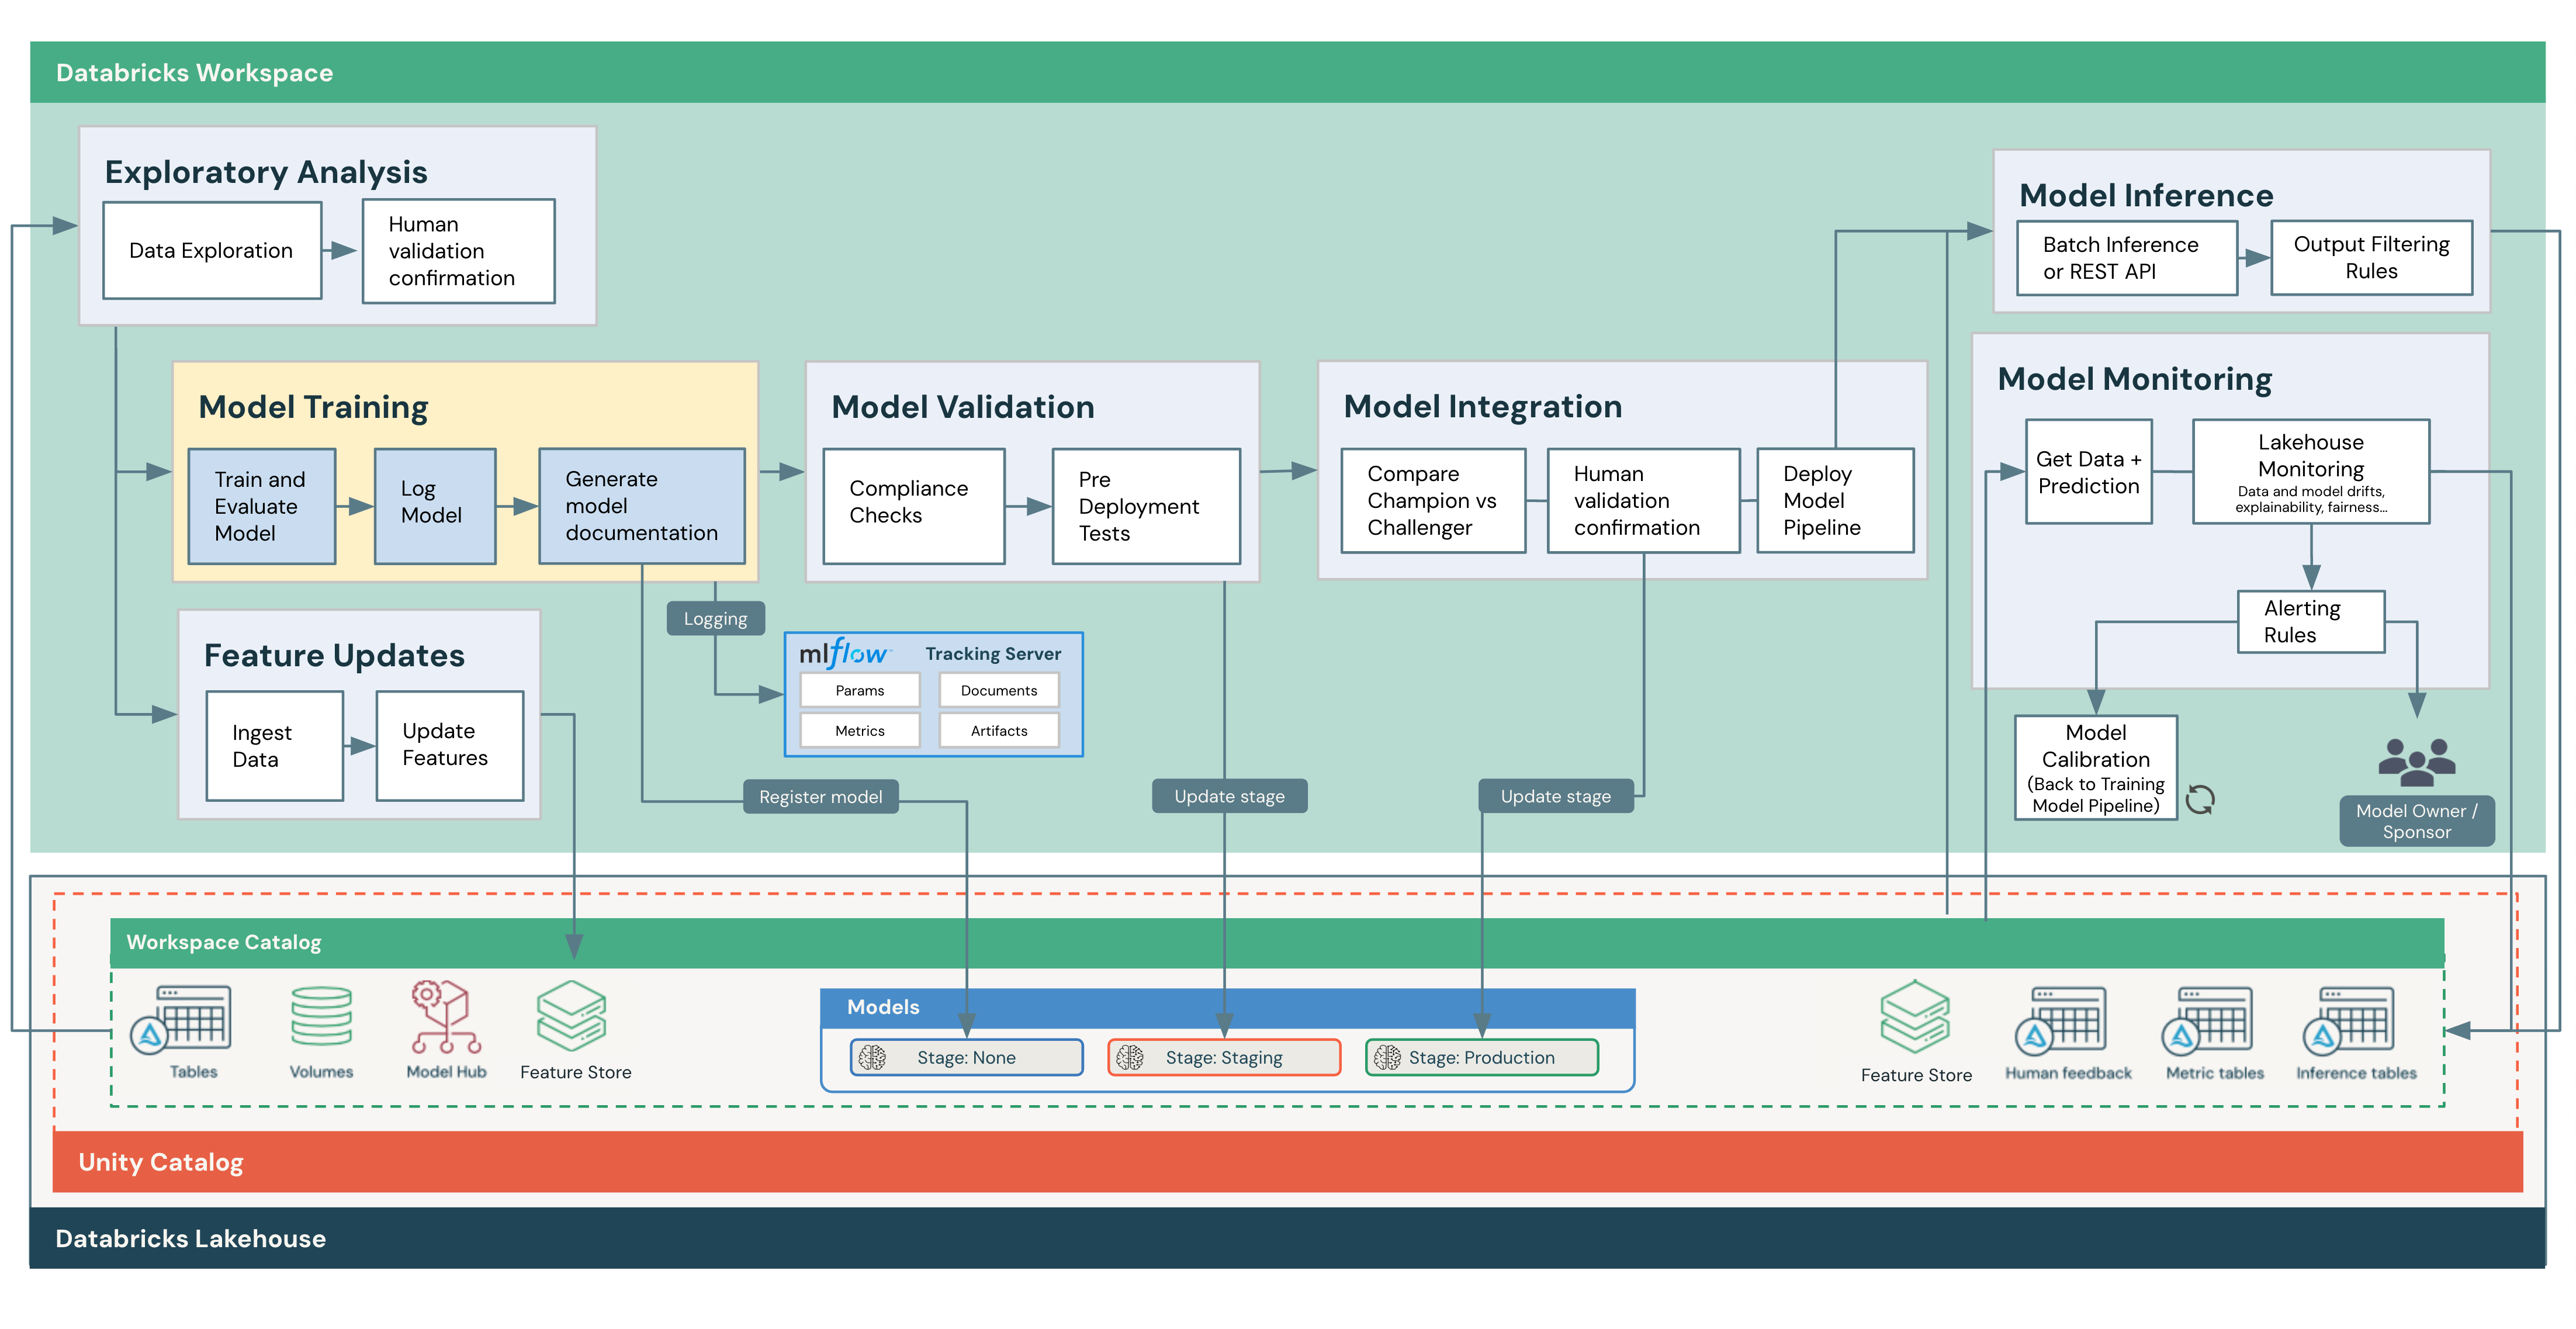 Databricks Workspace
Exploratory Analysis
Data Exploration
Human
validation
confirmation
Model Training
Train and
Evaluate
Model
Log
Model
Generate
model
documentation
Feature Updates
Ingest
Data
Update
Features
Logging
mlflow
Tracking Server
Params
Documents
Metrics
Artifacts
Register model
Model Validation
Compliance
Checks
Pre
Deployment
Tests
Update stage
Model Integration
Compare
Champion vs
Challenger
Human
validation
confirmation
Deploy
Model
Pipeline
Update stage
Model Inference
Batch Inference
or REST API
Output Filtering
Rules
Model Monitoring
Get Data +
Prediction
Lakehouse
Monitoring
Data and model drifts,
explainability, fairness...
Alerting
Rules
Model
Calibration
(Back to Training
Model Pipeline)
Model Owner /
Sponsor
Workspace Catalog
Tables
Volumes
Model Hub
Feature Store
Models
Stage: None
Stage: Staging
Stage: Production
Feature Store
Human feedback
Metric tables
Inference tables
Unity Catalog
Databricks Lakehouse